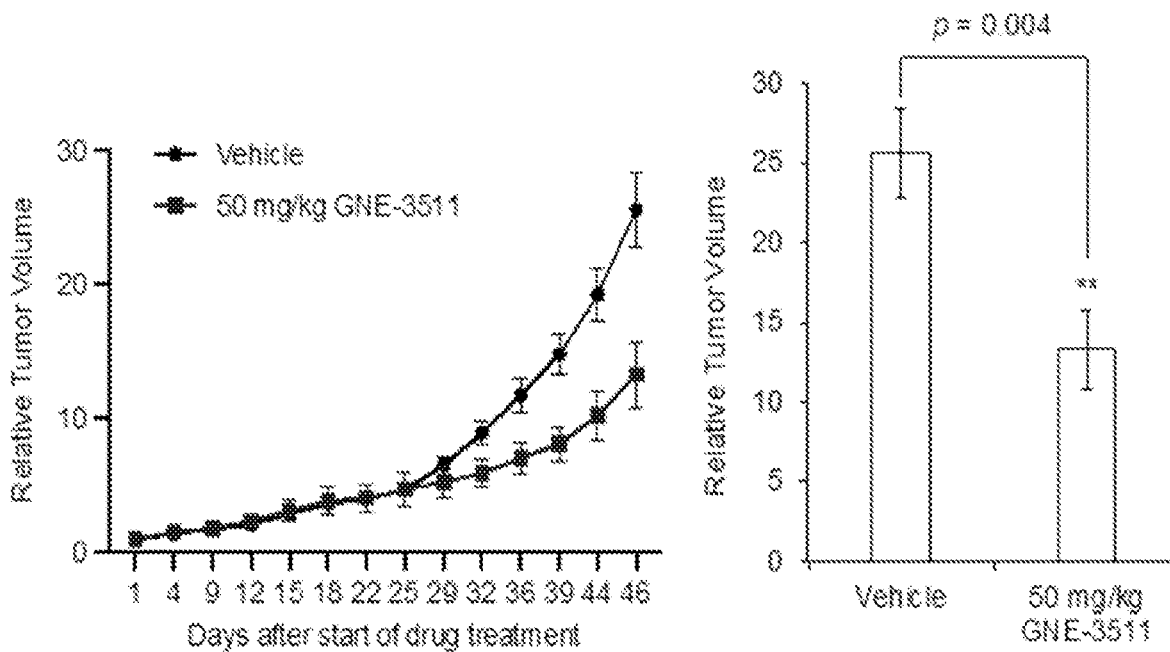 30
20
10
0
Relative Tumor Volume
Vehicle
50 mg/kg GNE-3511
1 4 9 12 15 18 22 25 29 32 36 39 44 46
Days after start of drug treatment
p = 0.004
30
25
20
15
10
5
0
Relative Tumor Volume
**
Vehicle
50 mg/kg
GNE-3511